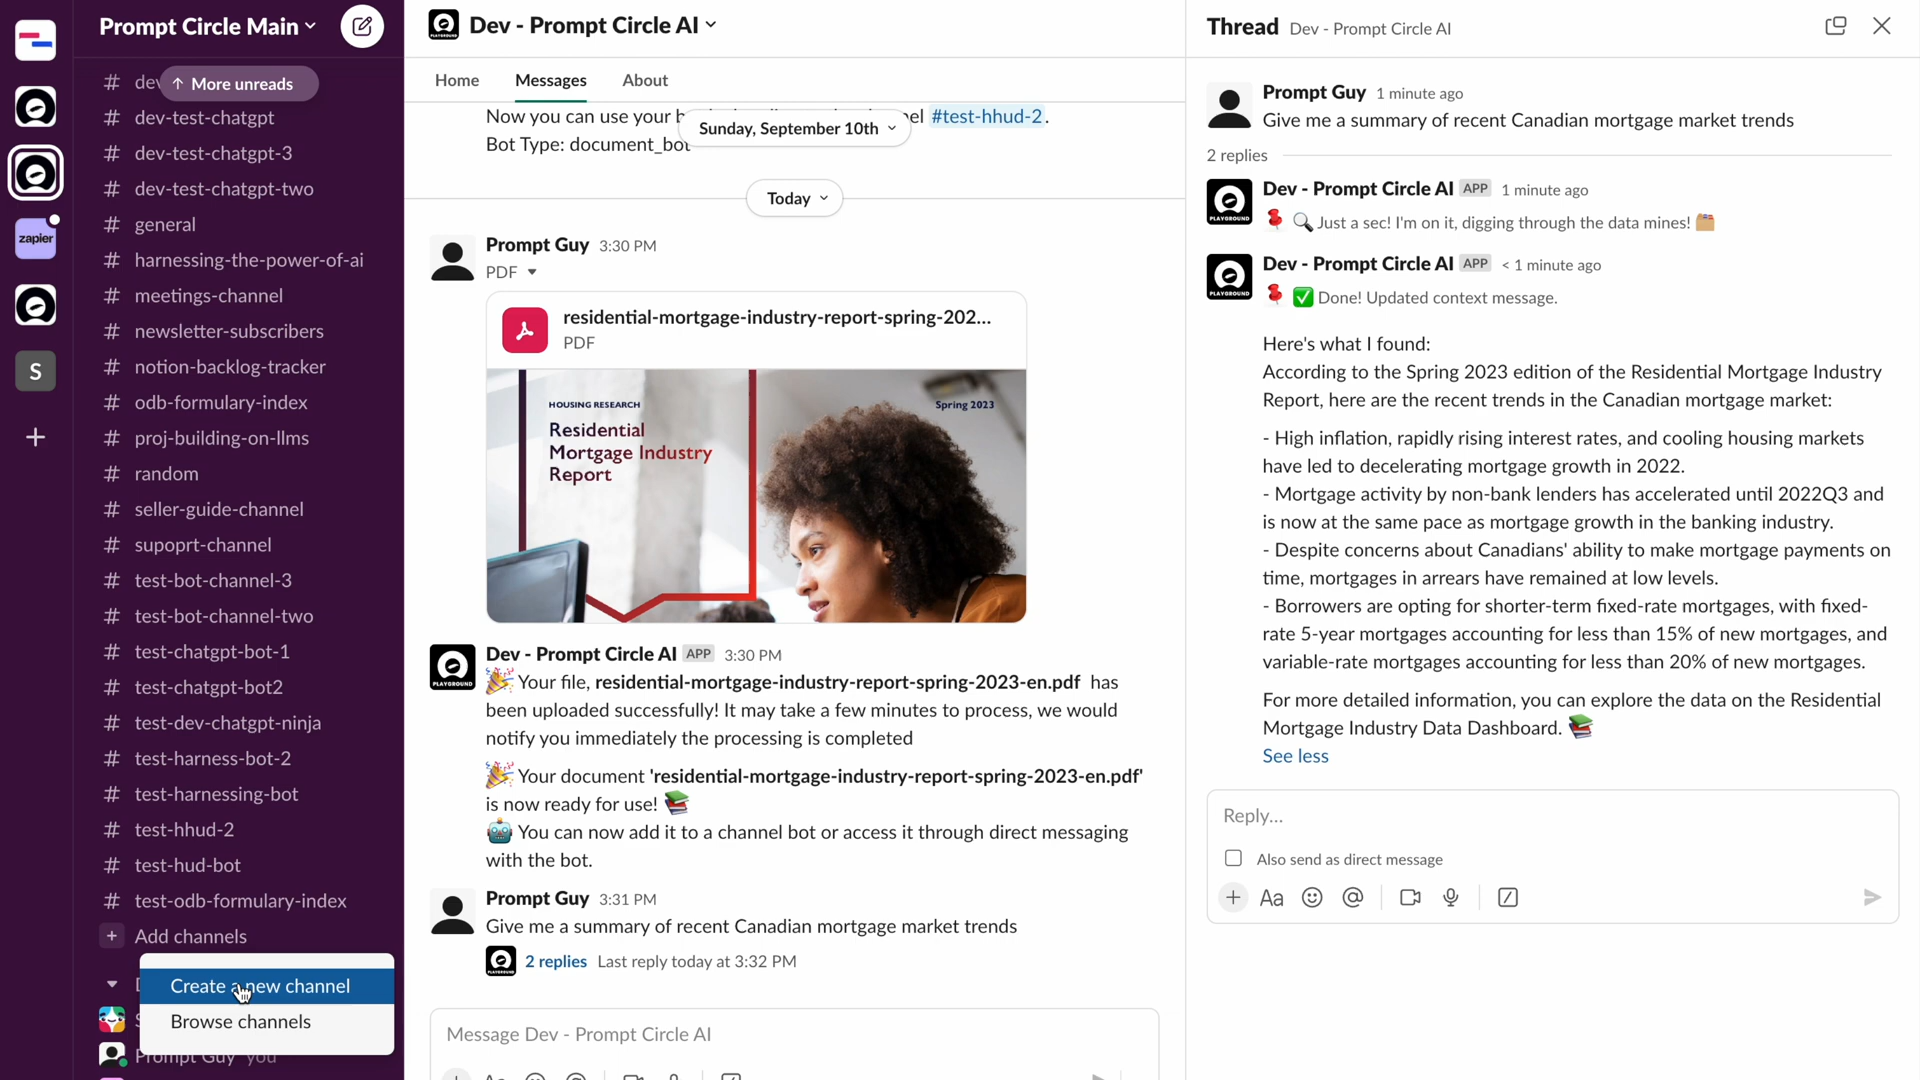 Prompt Circle Main
More unreads
# dev
# dev-test-chatgpt
# dev-test-chatgpt-3
# dev-test-chatgpt-two
# general
# harnessing-the-power-of-ai
# meetings-channel
# newsletter-subscribers
# notion-backlog-tracker
# odb-formulary-index
# proj-building-on-llms
# random
# seller-guide-channel
# supoprt-channel
# test-bot-channel-3
# test-bot-channel-two
# test-chatgpt-bot-1
# test-chatgpt-bot2
# test-dev-chatgpt-ninja
# test-harness-bot-2
# test-harnessing-bot
# test-hhud-2
# test-hud-bot
# test-odb-formulary-index
+ Add channels
Create a new channel
Browse channels
Prompt Guy you
zapier
S
Dev - Prompt Circle AI
Home Messages About
Now you can use your b
#test-hhud-2.
Sunday, September 10th
Bot Type: document_bot
Today
Prompt Guy 3:30 PM
PDF
residential-mortgage-industry-report-spring-202...
PDF
HOUSING RESEARCH
Spring 2023
Residential
Mortgage Industry
Report
PLAYGROUND
Dev - Prompt Circle AI APP 3:30 PM
Your file, residential-mortgage-industry-report-spring-2023-en.pdf has
been uploaded successfully! It may take a few minutes to process, we would
notify you immediately the processing is completed
Your document 'residential-mortgage-industry-report-spring-2023-en.pdf'
is now ready for use!
You can now add it to a channel bot or access it through direct messaging
with the bot.
Prompt Guy 3:31 PM
Give me a summary of recent Canadian mortgage market trends
2 replies Last reply today at 3:32 PM
Message Dev - Prompt Circle AI
Thread Dev - Prompt Circle AI
Prompt Guy 1 minute ago
Give me a summary of recent Canadian mortgage market trends
2 replies
PLAYGROUND
Dev - Prompt Circle AI APP 1 minute ago
Just a sec! I'm on it, digging through the data mines!
PLAYGROUND
Dev - Prompt Circle AI APP < 1 minute ago
Done! Updated context message.
Here's what I found:
According to the Spring 2023 edition of the Residential Mortgage Industry
Report, here are the recent trends in the Canadian mortgage market:
- High inflation, rapidly rising interest rates, and cooling housing markets
have led to decelerating mortgage growth in 2022.
- Mortgage activity by non-bank lenders has accelerated until 2022Q3 and
is now at the same pace as mortgage growth in the banking industry.
- Despite concerns about Canadians' ability to make mortgage payments on
time, mortgages in arrears have remained at low levels.
- Borrowers are opting for shorter-term fixed-rate mortgages, with fixed-
rate 5-year mortgages accounting for less than 15% of new mortgages, and
variable-rate mortgages accounting for less than 20% of new mortgages.
For more detailed information, you can explore the data on the Residential
Mortgage Industry Data Dashboard.
See less
Reply...
Also send as direct message
Aa